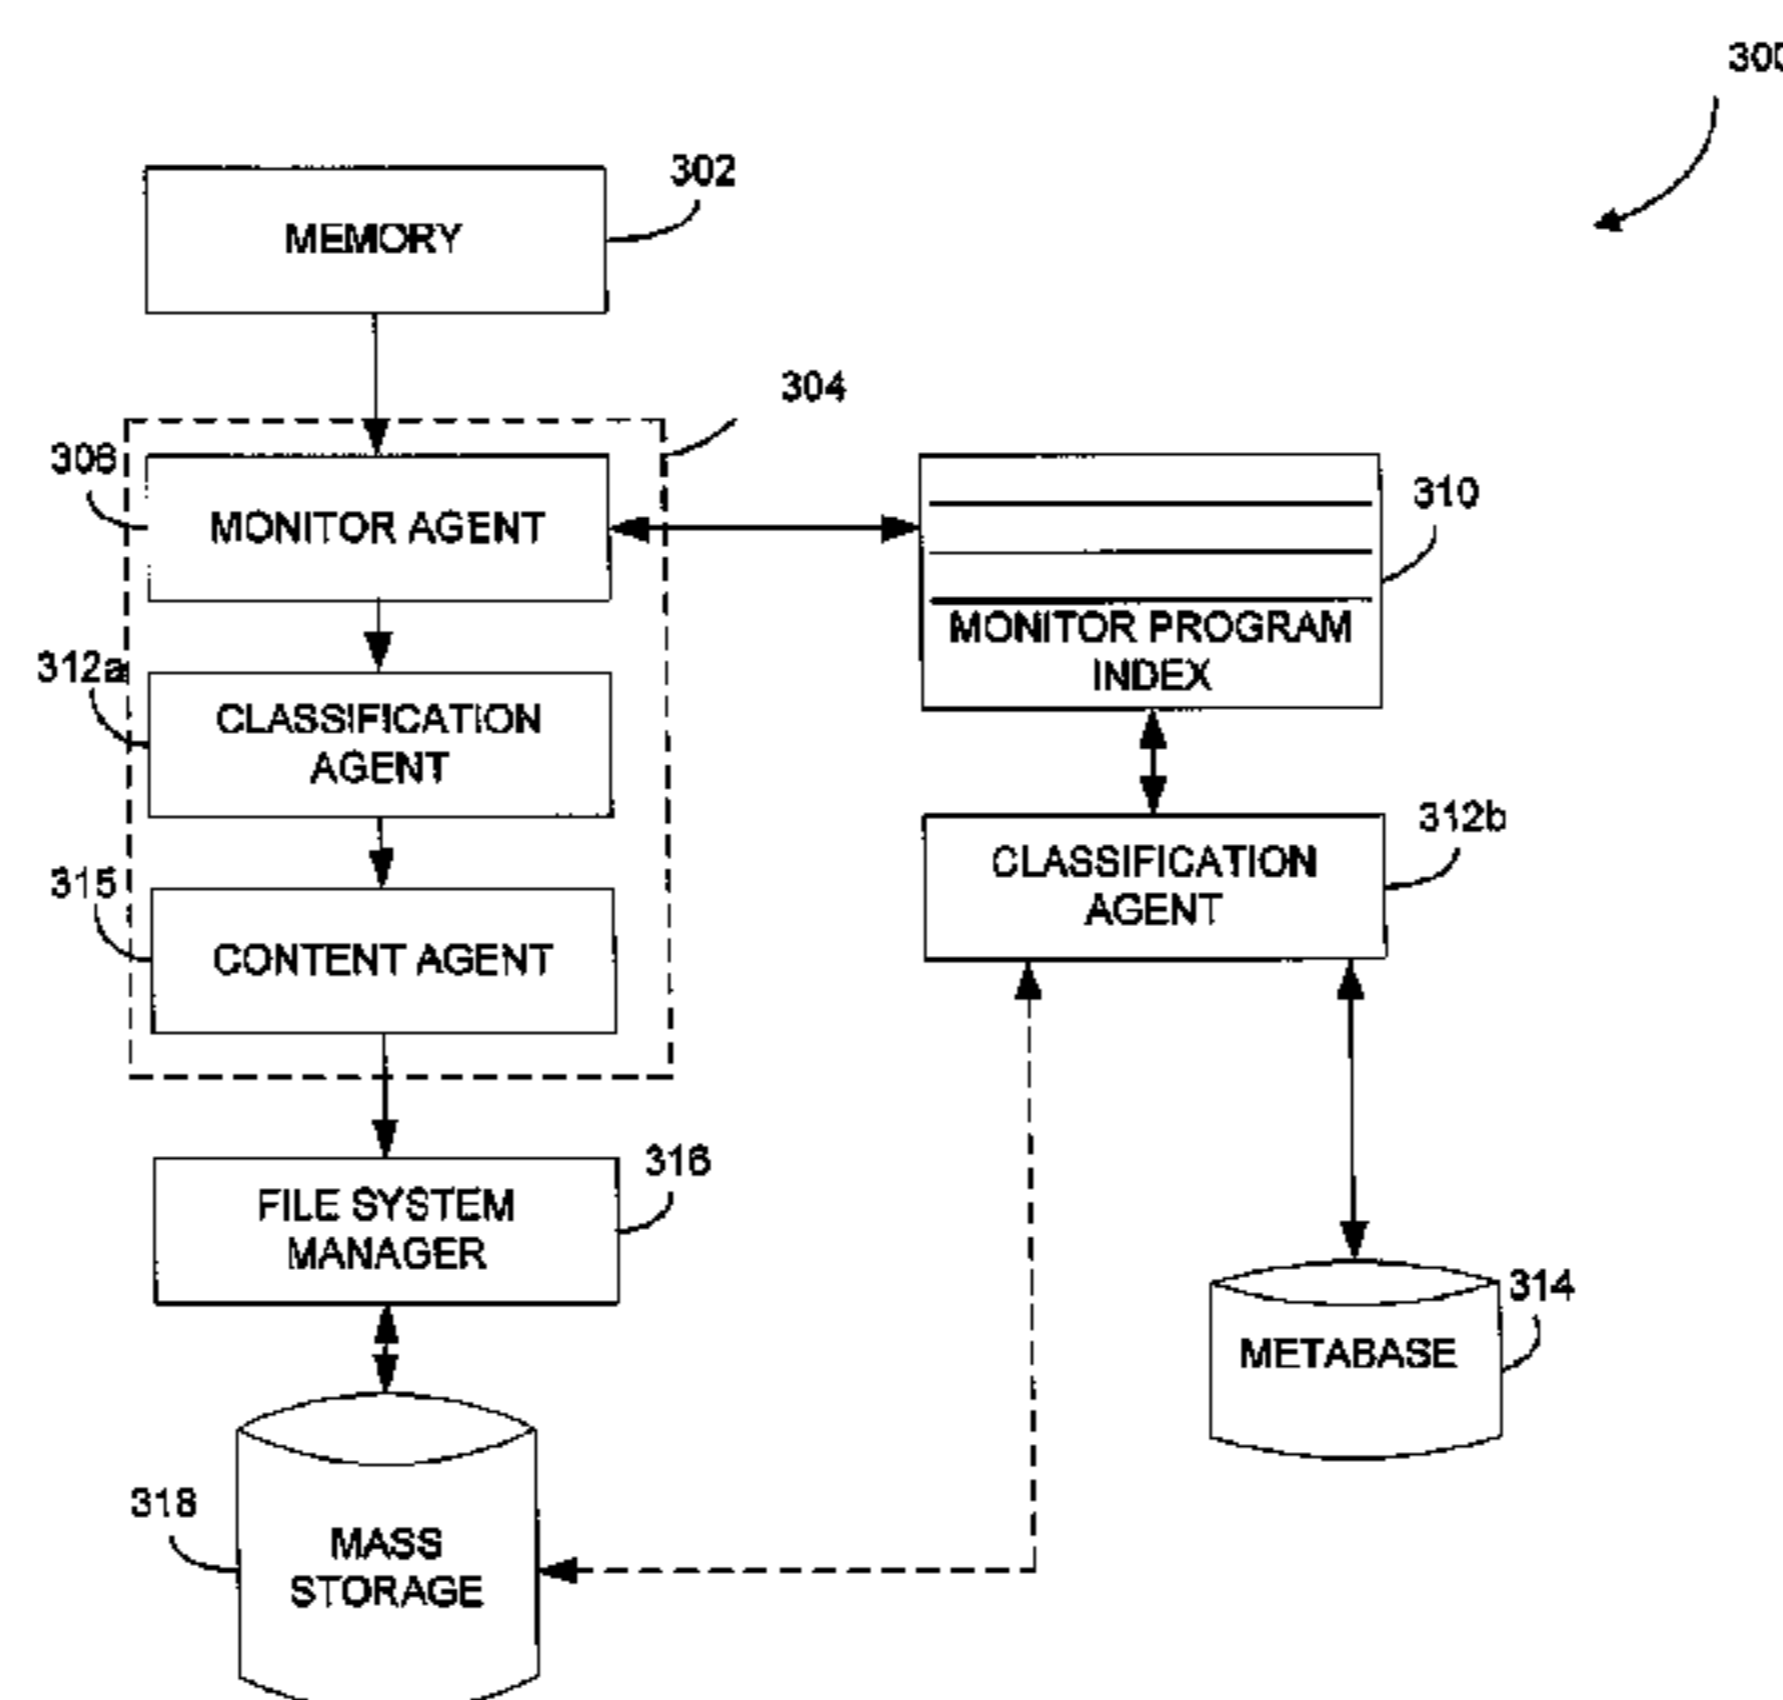 300
302
MEMORY
304
306
MONITOR AGENT
310
MONITOR PROGRAM
INDEX
312a
CLASSIFICATION
AGENT
312b
CLASSIFICATION
AGENT
315
CONTENT AGENT
316
FILE SYSTEM
MANAGER
314
METABASE
318
MASS
STORAGE